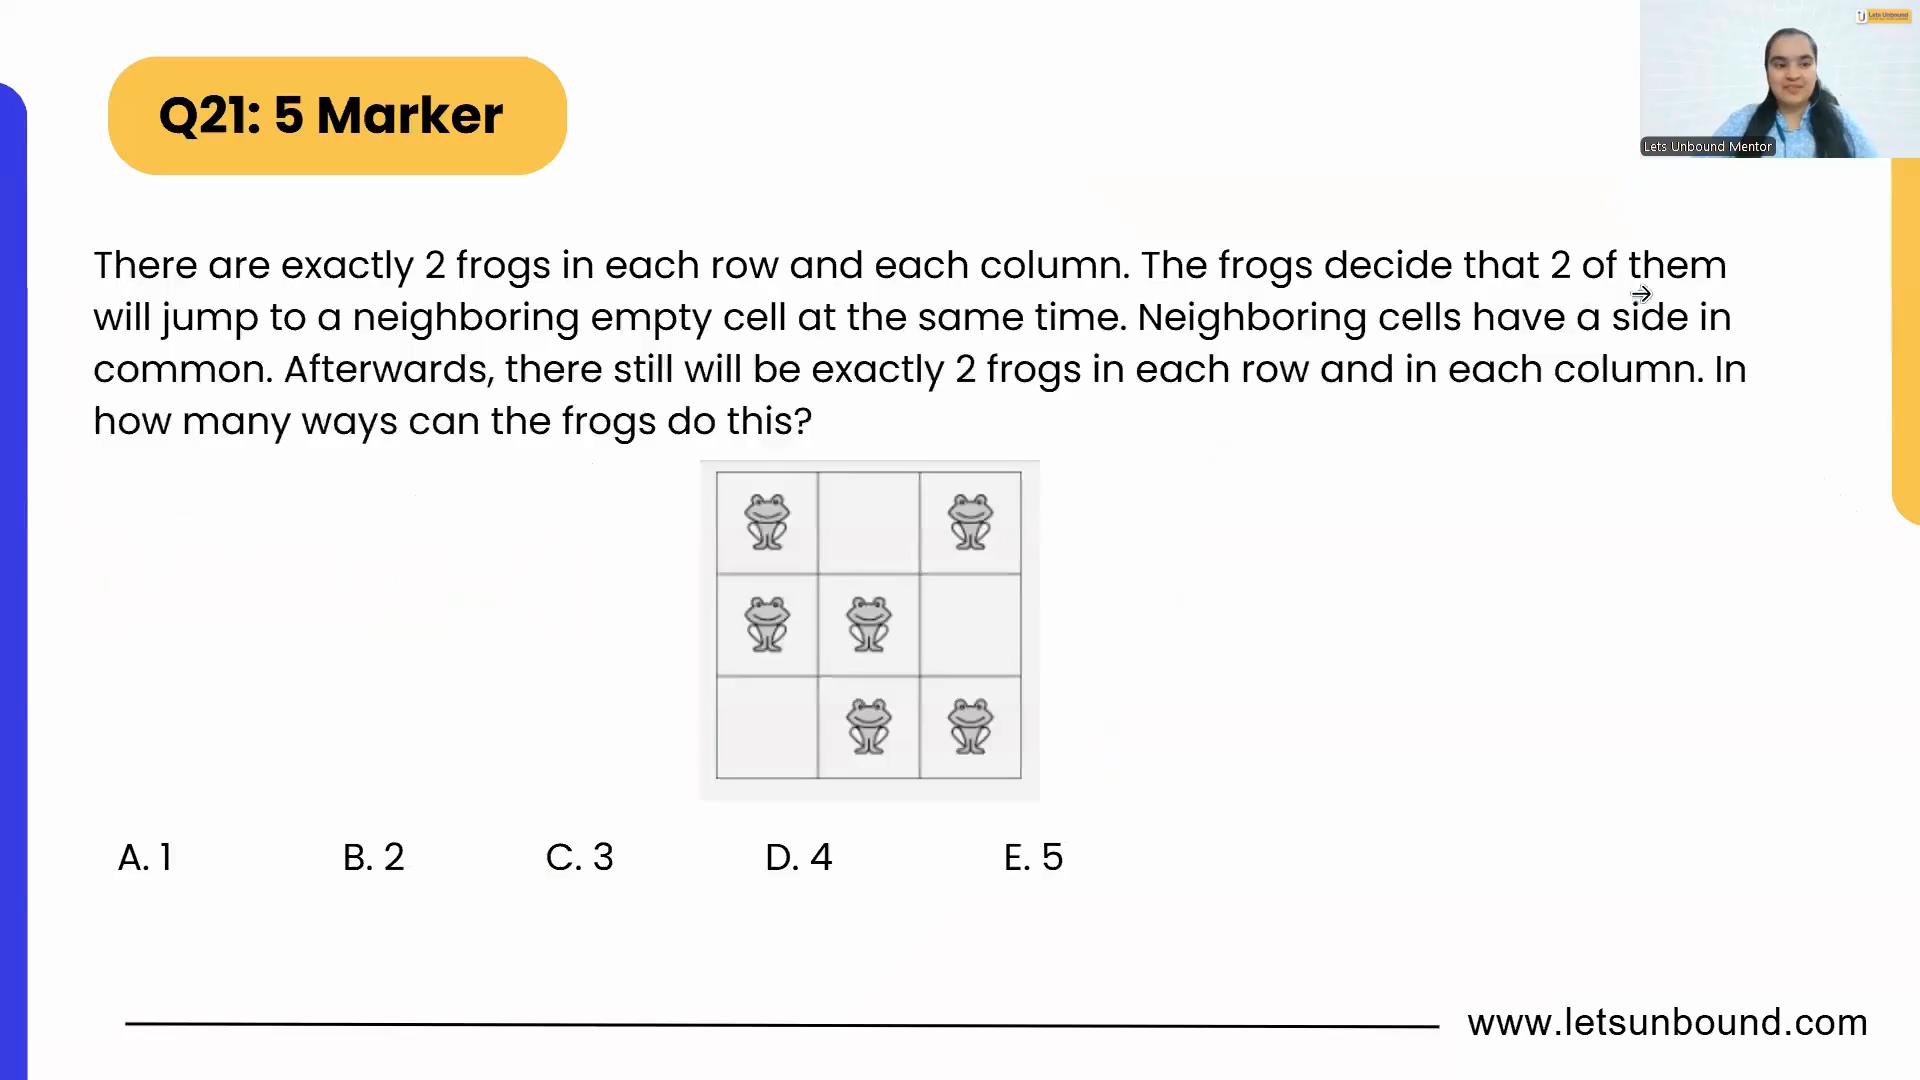 Lets Unbound
Lets Unbound Mentor
Q21: 5 Marker
There are exactly 2 frogs in each row and each column. The frogs decide that 2 of them
will jump to a neighboring empty cell at the same time. Neighboring cells have a side in
common. Afterwards, there still will be exactly 2 frogs in each row and in each column. In
how many ways can the frogs do this?
A. 1 B. 2 C. 3 D. 4 E. 5
www.letsunbound.com